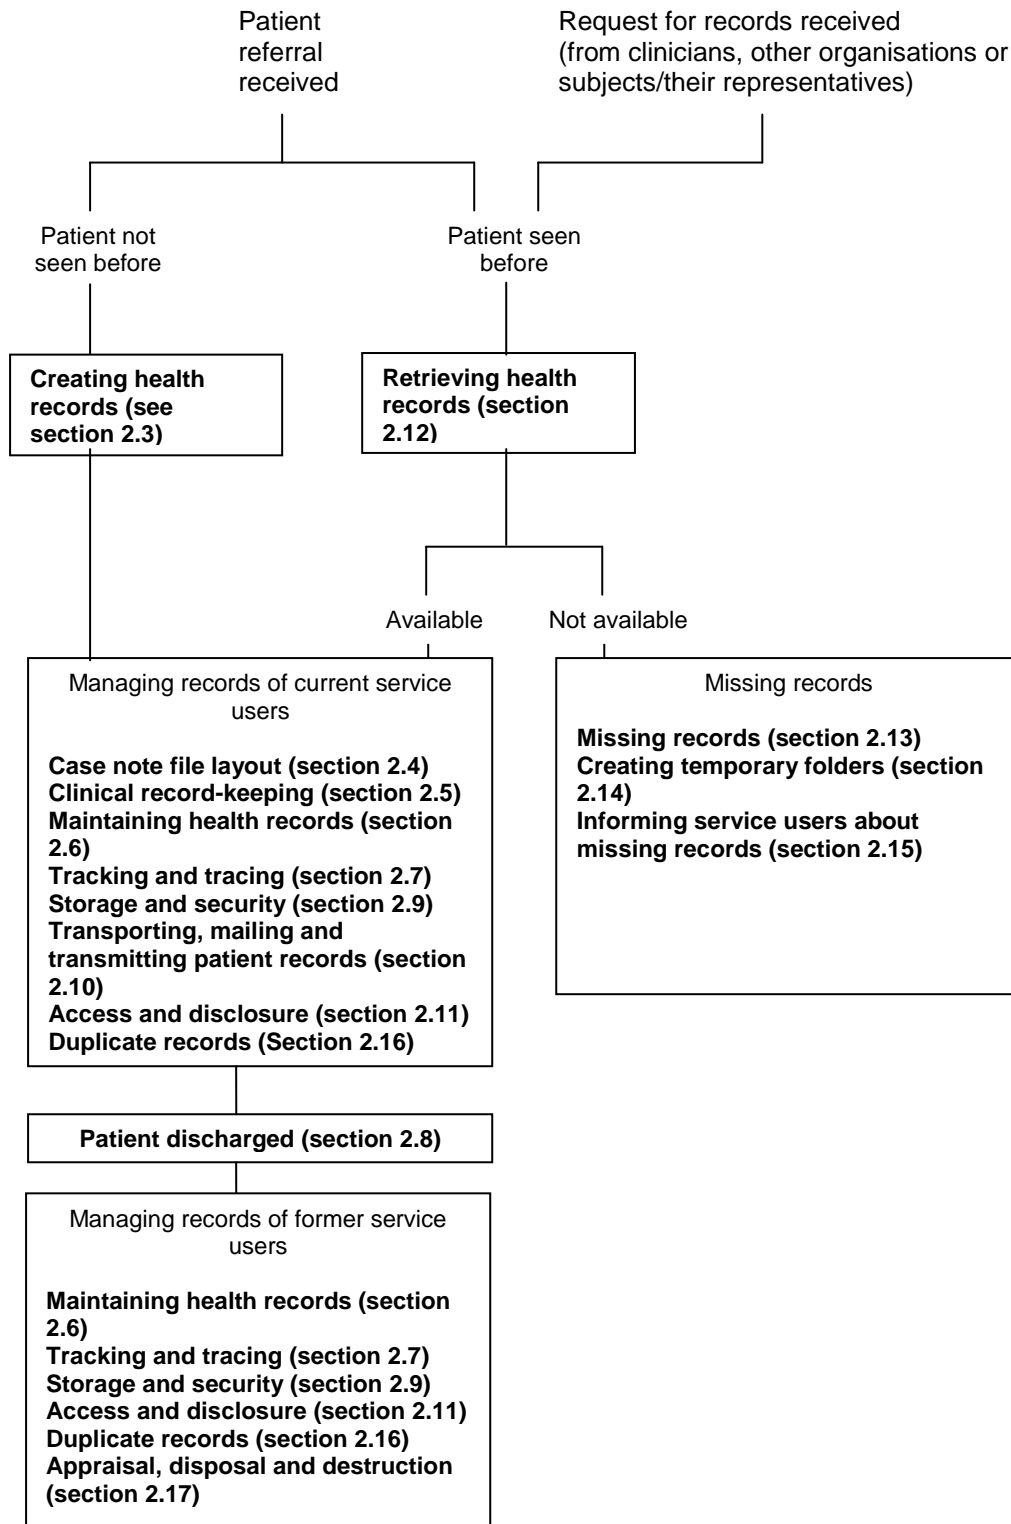 Patient
referral
received
Request for records received
(from clinicians, other organisations or
subjects/their representatives)
Patient not
seen before
Patient seen
before
Creating health
records (see
section 2.3)
Retrieving health
records (section
2.12)
Available
Not available
Managing records of current service
users
Case note file layout (section 2.4)
Clinical record-keeping (section 2.5)
Maintaining health records (section
2.6)
Tracking and tracing (section 2.7)
Storage and security (section 2.9)
Transporting, mailing and
transmitting patient records (section
2.10)
Access and disclosure (section 2.11)
Duplicate records (Section 2.16)
Missing records
Missing records (section 2.13)
Creating temporary folders (section
2.14)
Informing service users about
missing records (section 2.15)
Patient discharged (section 2.8)
Managing records of former service
users
Maintaining health records (section
2.6)
Tracking and tracing (section 2.7)
Storage and security (section 2.9)
Access and disclosure (section 2.11)
Duplicate records (section 2.16)
Appraisal, disposal and destruction
(section 2.17)